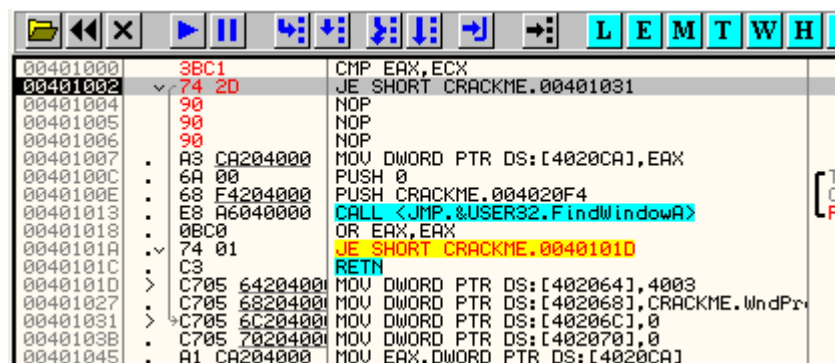 L E M T W H
00401000 3BC1 CMP EAX,ECX
00401002 74 2D JE SHORT CRACKME.00401031
00401004 90 NOP
00401005 90 NOP
00401006 90 NOP
00401007 . A3 CA204000 MOV DWORD PTR DS:[4020CA],EAX
0040100C . 6A 00 PUSH 0
0040100E . 68 F4204000 PUSH CRACKME.004020F4
00401013 . E8 A6040000 CALL <JMP.&USER32.FindWindowA>
00401018 . 0BC0 OR EAX,EAX
0040101A . 74 01 JE SHORT CRACKME.0040101D
0040101C . C3 RETN
0040101D > C705 64204000 MOV DWORD PTR DS:[402064],4003
00401027 . C705 68204000 MOV DWORD PTR DS:[402068],CRACKME.WndPr
00401031 > C705 6C204000 MOV DWORD PTR DS:[40206C],0
0040103B . C705 70204000 MOV DWORD PTR DS:[402070],0
00401045 . A1 CA204000 MOV EAX,DWORD PTR DS:[4020CA]